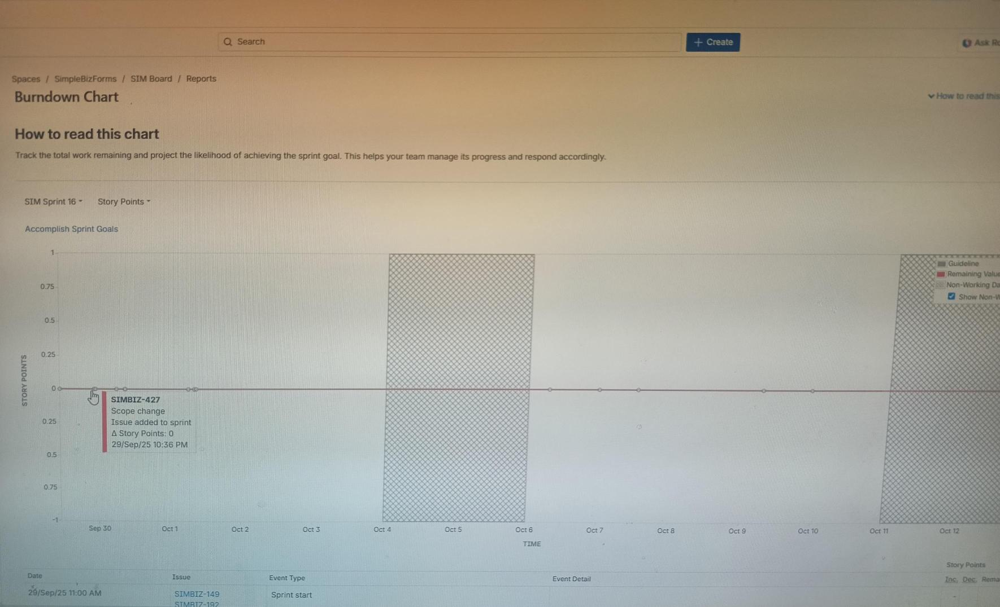 Search
Create
Ask
Spaces / SimpleBizForms / SIM Board / Reports
Burndown Chart
How to read this
How to read this chart
Track the total work remaining and project the likelihood of achieving the sprint goal. This helps your team manage its progress and respond accordingly.
SIM Sprint 16
Story Points
Accomplish Sprint Goals
1
Guideline
Remaining Value
Non-Working
Show
0.75
0.5
0.25
STORY POINTS
0
SIMBIZ-427
Scope change
Issue added to sprint
Δ Story Points: 0
29/Sep/25 10:36 PM
0.25
0.5
0.75
-1
Sep 30
Oct 1
Oct 2
Oct 3
Oct 4
Oct 5
Oct 6
Oct 7
Oct 8
Oct 9
Oct 10
Oct 11
Oct 12
TIME
Story Points
Date
Issue
Event Type
Event Detail
Inc. Dec.
29/Sep/25 11:00 AM
SIMBIZ-149
Sprint start
SIMBIZ-192